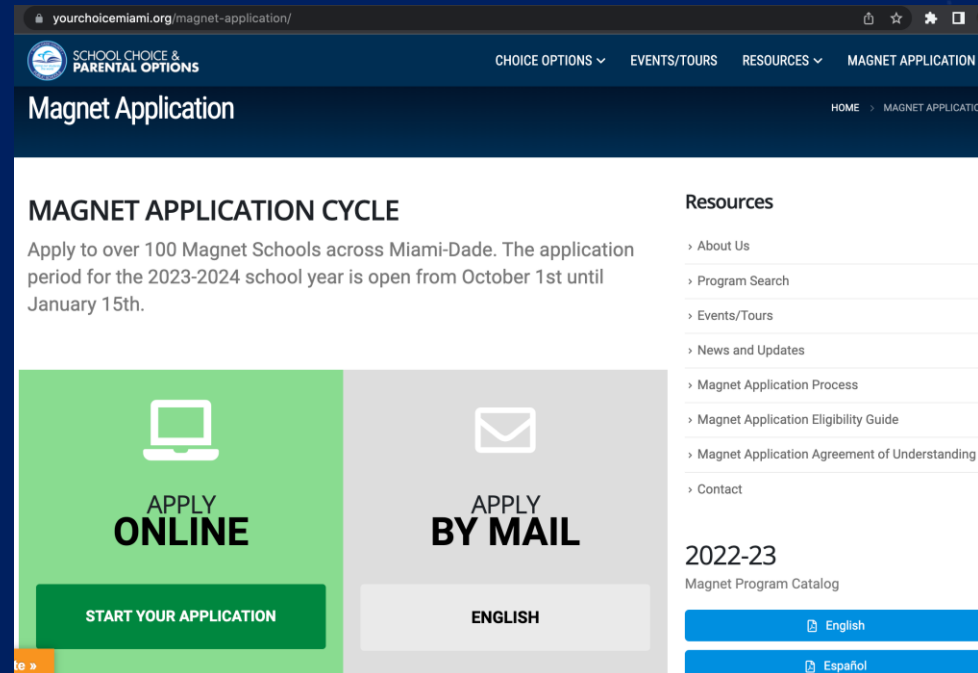 yourchoicemiami.org/magnet-application/
SCHOOL CHOICE &
PARENTAL OPTIONS
CHOICE OPTIONS
EVENTS/TOURS
RESOURCES
MAGNET APPLICATION
Magnet Application
HOME > MAGNET APPLICATIO
MAGNET APPLICATION CYCLE
Apply to over 100 Magnet Schools across Miami-Dade. The application
period for the 2023-2024 school year is open from October 1st until
January 15th.
APPLY
ONLINE
START YOUR APPLICATION
APPLY
BY MAIL
ENGLISH
Resources
› About Us
› Program Search
› Events/Tours
› News and Updates
› Magnet Application Process
› Magnet Application Eligibility Guide
› Magnet Application Agreement of Understanding
› Contact
2022-23
Magnet Program Catalog
English
Español
te »